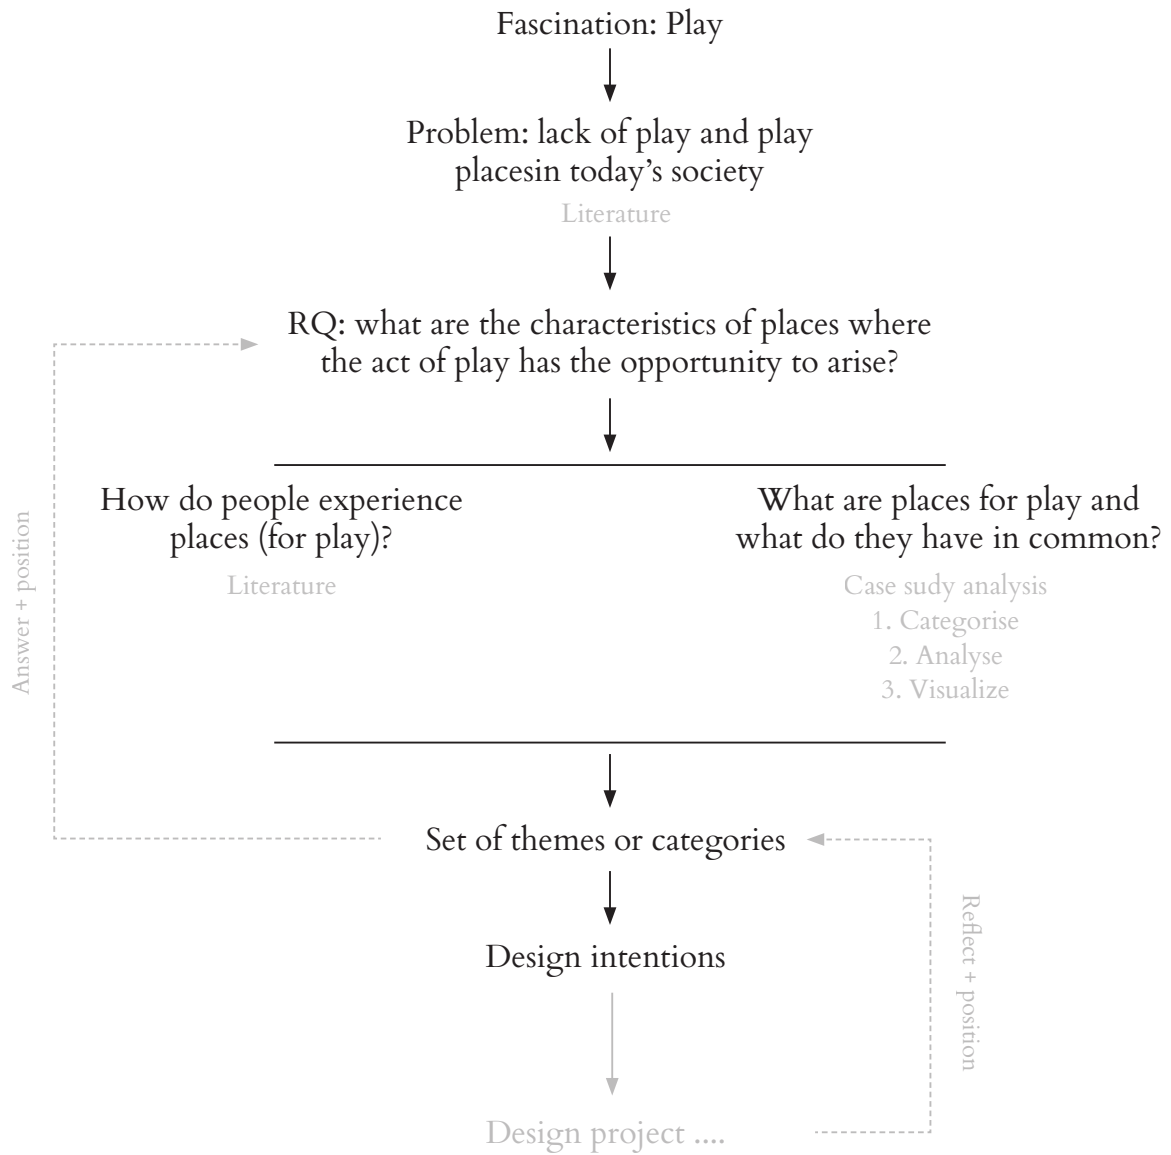 Fascination: Play
Problem: lack of play and play
placesin today's society
Literature
RQ: what are the characteristics of places where
the act of play has the opportunity to arise?
How do people experience
places (for play)?
Literature
What are places for play and
what do they have in common?
Case sudy analysis
1. Categorise
2. Analyse
3. Visualize
Answer + position
Set of themes or categories
Design intentions
Reflect + position
Design project ....